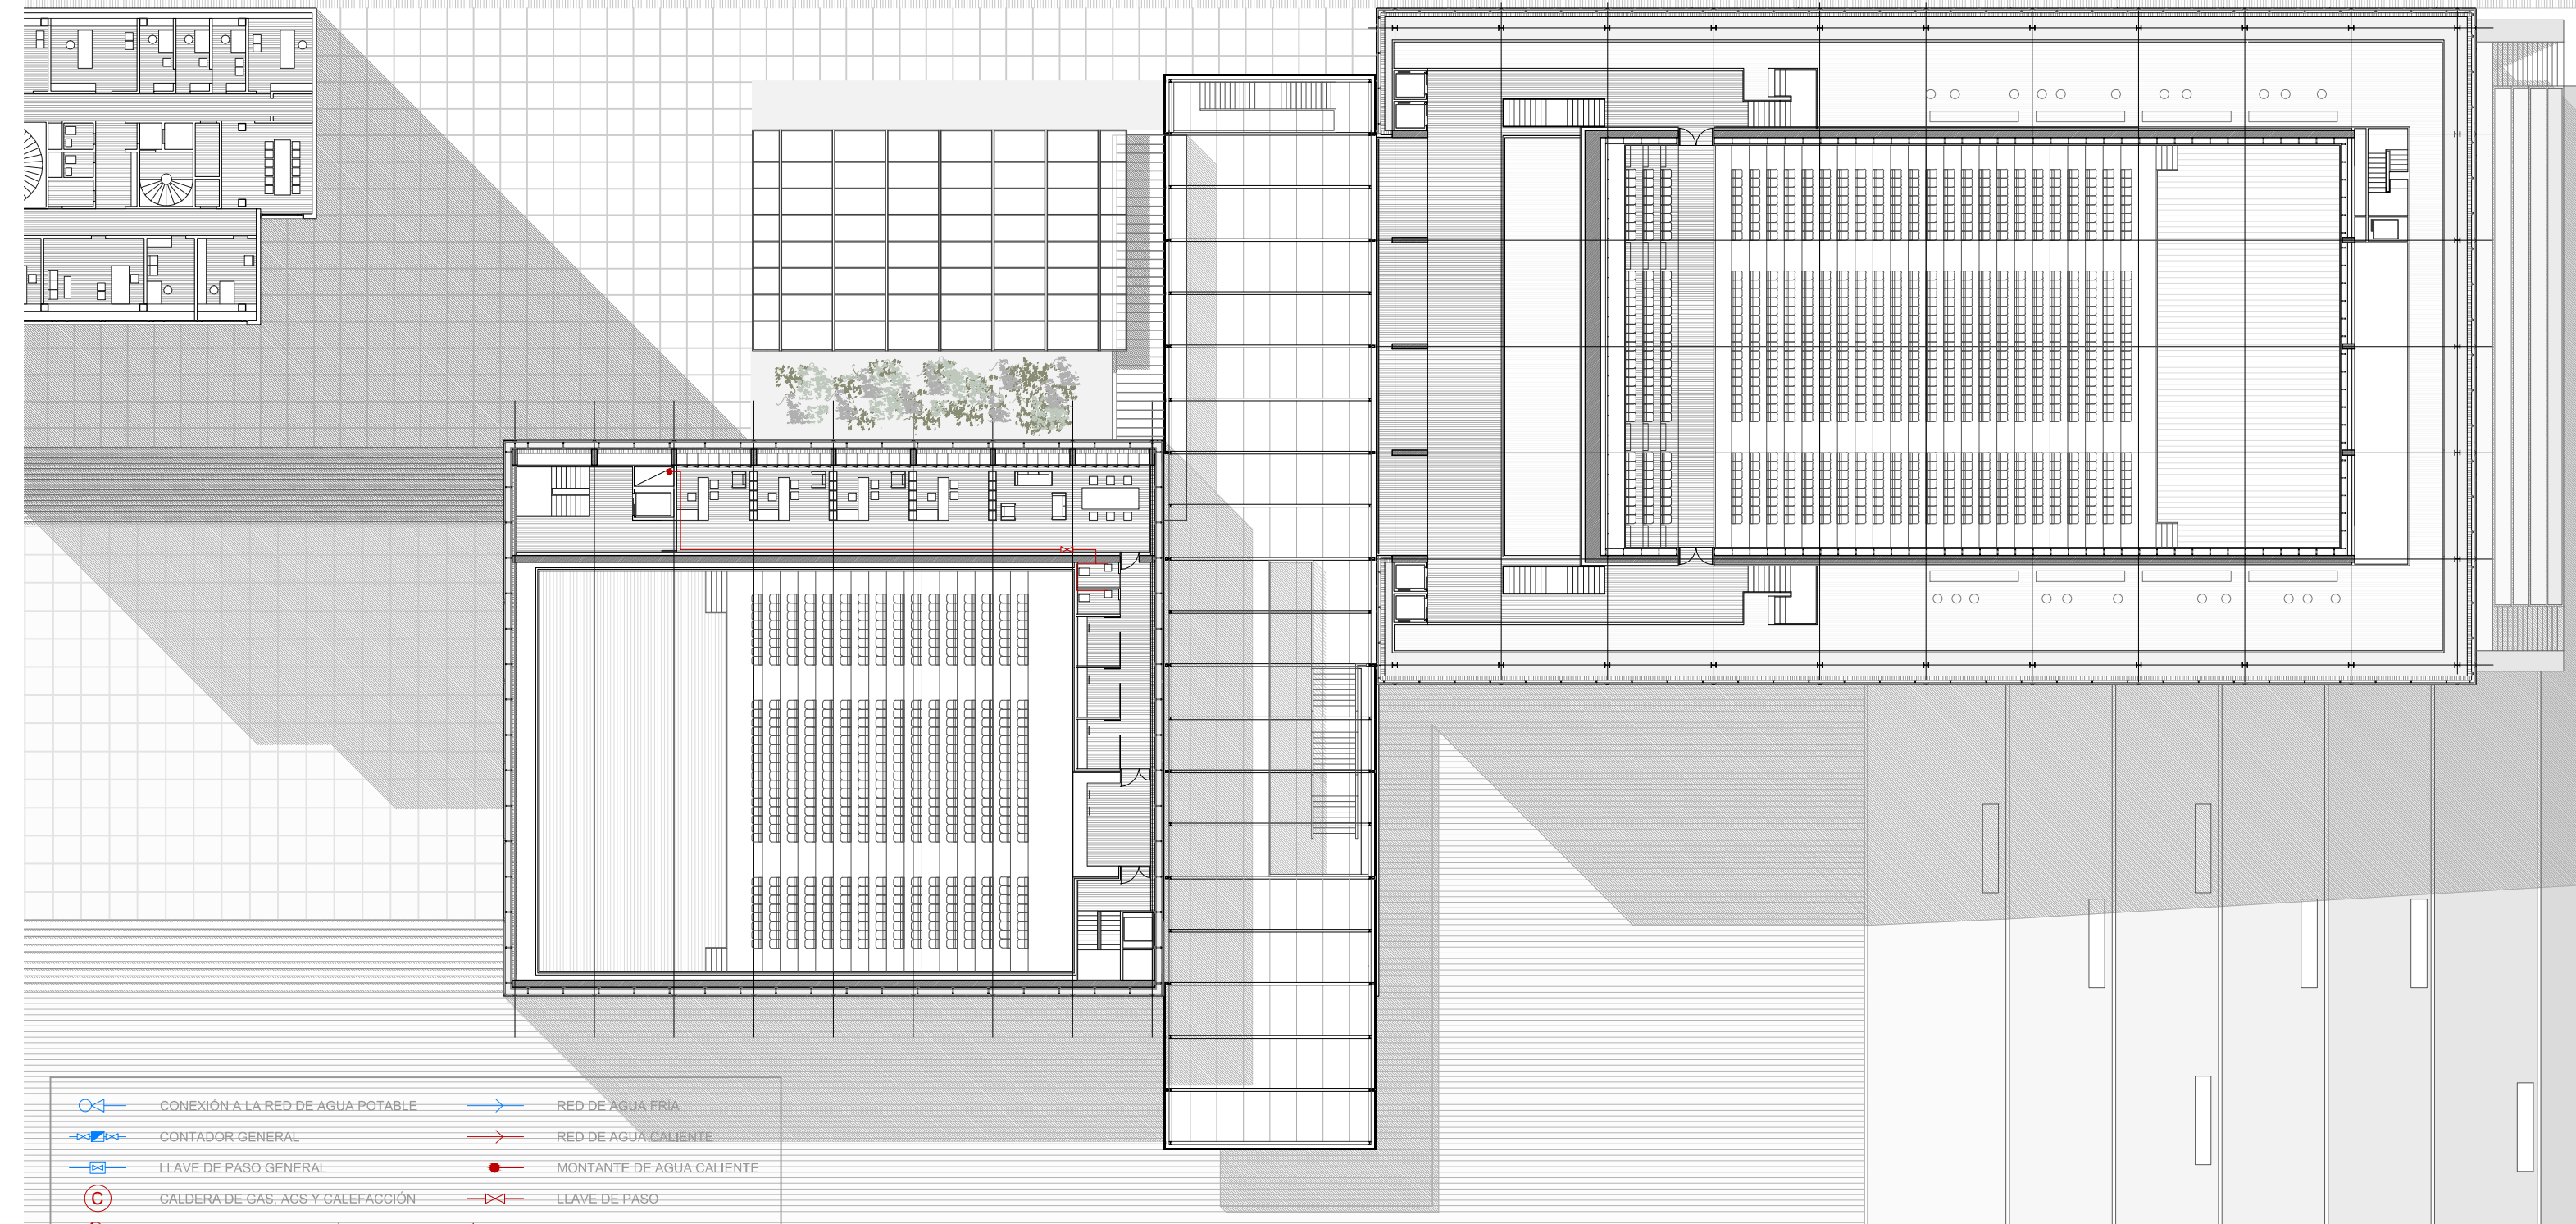 CONEXIÓN A LA RED DE AGUA POTABLE
RED DE AGUA FRÍA
CONTADOR GENERAL
RED DE AGUA CALIENTE
LLAVE DE PASO GENERAL
MONTANTE DE AGUA CALIENTE
C
CALDERA DE GAS, ACS Y CALEFACCIÓN
LLAVE DE PASO